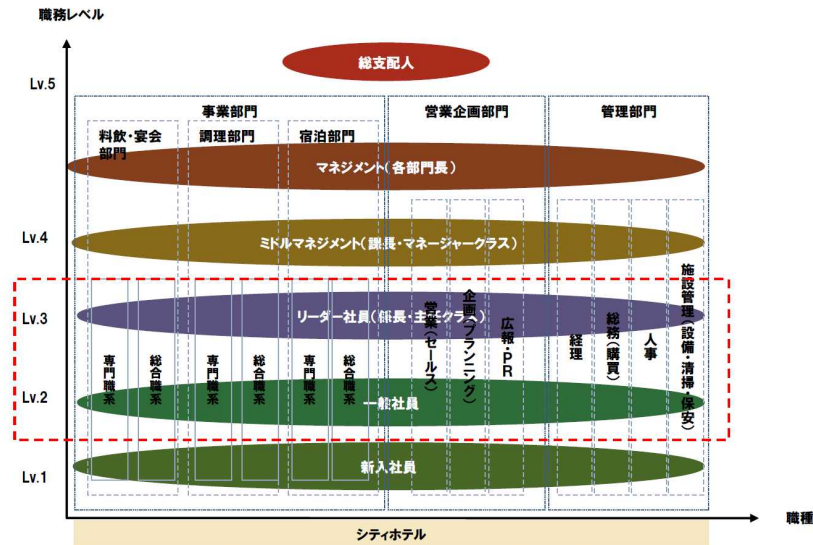 職務レベル
総支配人
Lv.5
事業部門
営業企画部門
管理部門
料飲・宴会
部門
調理部門
宿泊部門
マネジメント(各部門長)
Lv.4
ミドルマネジメント(課長・マネージャークラス)
Lv.3
リーダー社員(係長・主任クラス)
専門職系
総合職系
専門職系
総合職系
専門職系
総合職系
営業(セールス)
企画(プランニング)
広報・PR
経理
総務(購買)
人事
施設管理(設備・清掃・保安)
Lv.2
一般社員
Lv.1
新入社員
職種
シティホテル